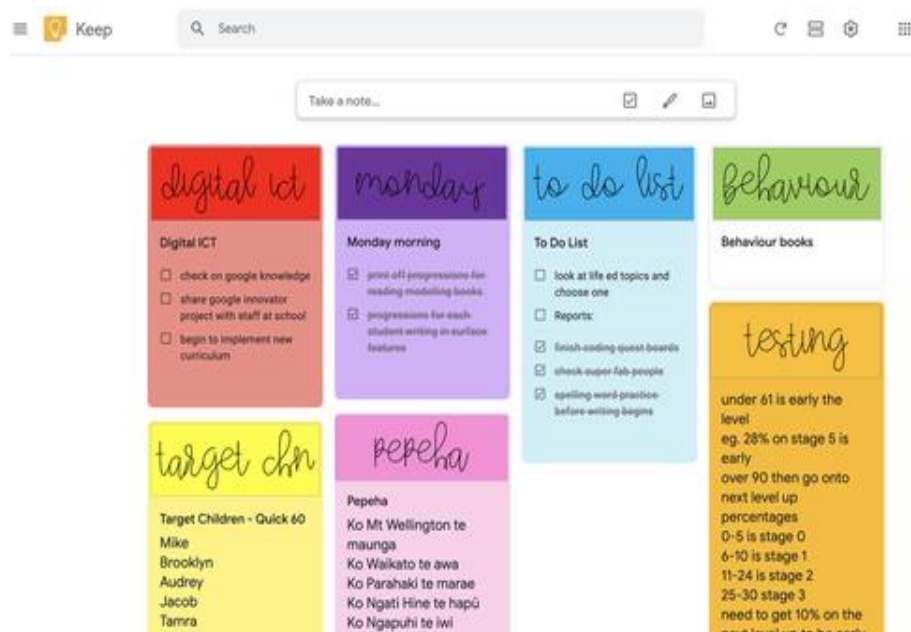 Keep
Search
Take a note...
digital ict
Digital ICT
check on google knowledge
share google innovator
project with staff at school
begin to implement new
curriculum
monday
Monday morning
print off progressions for
reading modelling books
progressions for each
student writing in surface
features
to do list
To Do List
look at life ed topics and
choose one
Reports:
finish coding quest boards
check super fab people
spelling word practice
before writing begins
behaviour
Behaviour books
target chn
Target Children - Quick 60
Mike
Brooklyn
Audrey
Jacob
Tamra
pepeha
Pepeha
Ko Mt Wellington te
maunga
Ko Waikato te awa
Ko Parahaki te marae
Ko Ngati Hine te hapū
Ko Ngapuhi te iwi
testing
under 61 is early the
level
eg. 28% on stage 5 is
early
over 90 then go onto
next level up
percentages
0-5 is stage 0
6-10 is stage 1
11-24 is stage 2
25-30 stage 3
need to get 10% on the
next level up to be early